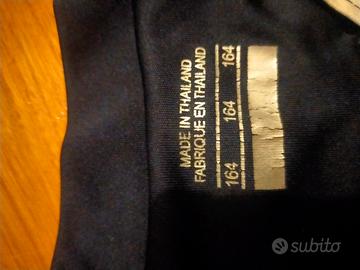 MADE IN THAILAND
FABRIQUE EN THAILAND
164 164 164
subito